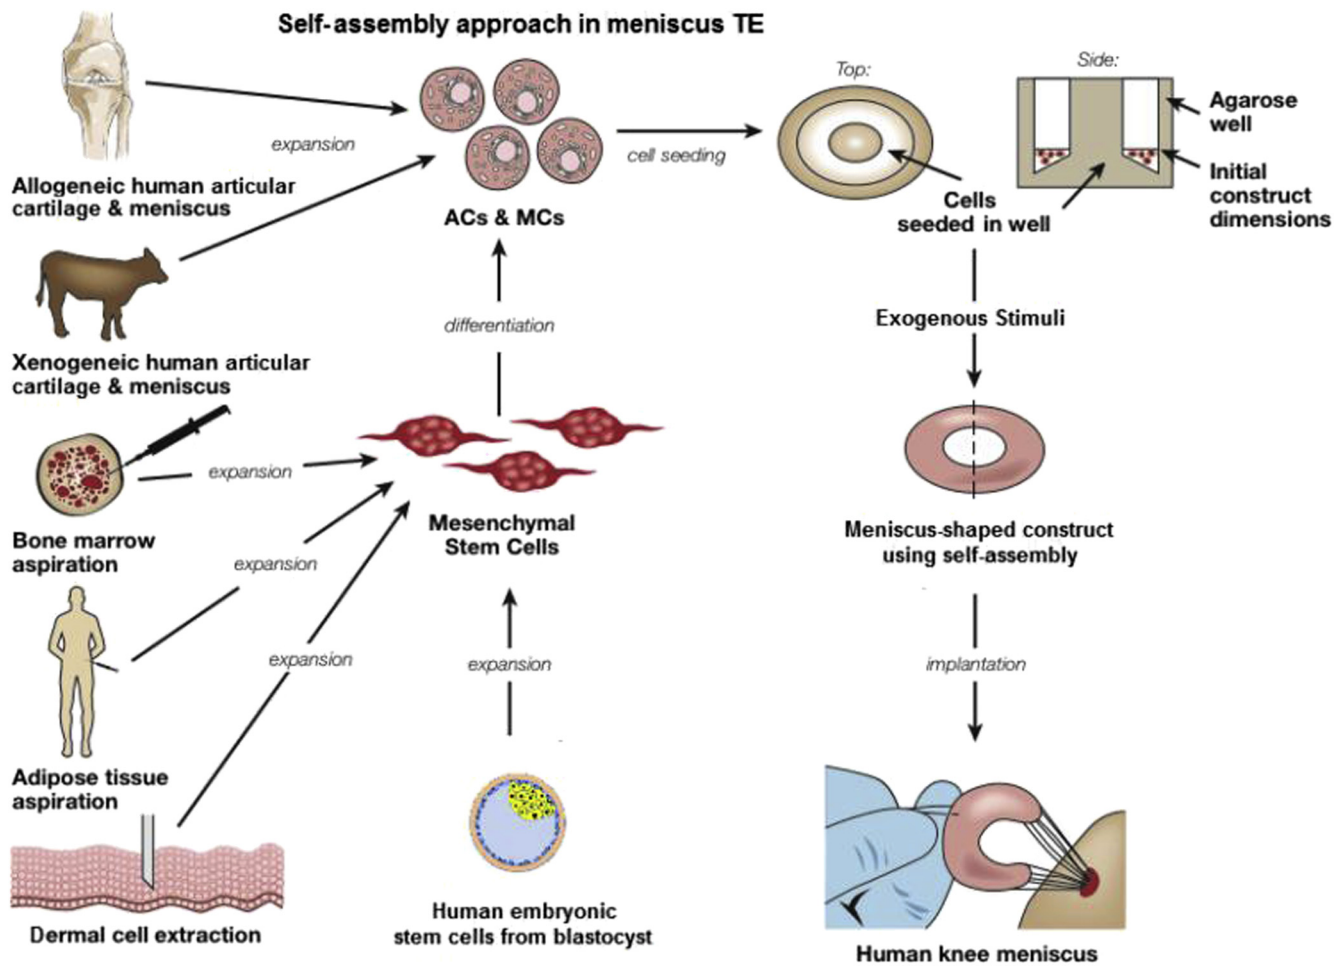 Self-assembly approach in meniscus TE
Allogeneic human articular
cartilage & meniscus
expansion
ACs & MCs
cell seeding
Top:
Side:
Agarose
well
Initial
construct
dimensions
Cells
seeded in well
Xenogeneic human articular
cartilage & meniscus
differentiation
Exogenous Stimuli
Bone marrow
aspiration
expansion
Mesenchymal
Stem Cells
Meniscus-shaped construct
using self-assembly
Adipose tissue
aspiration
expansion
expansion
expansion
implantation
Dermal cell extraction
Human embryonic
stem cells from blastocyst
Human knee meniscus